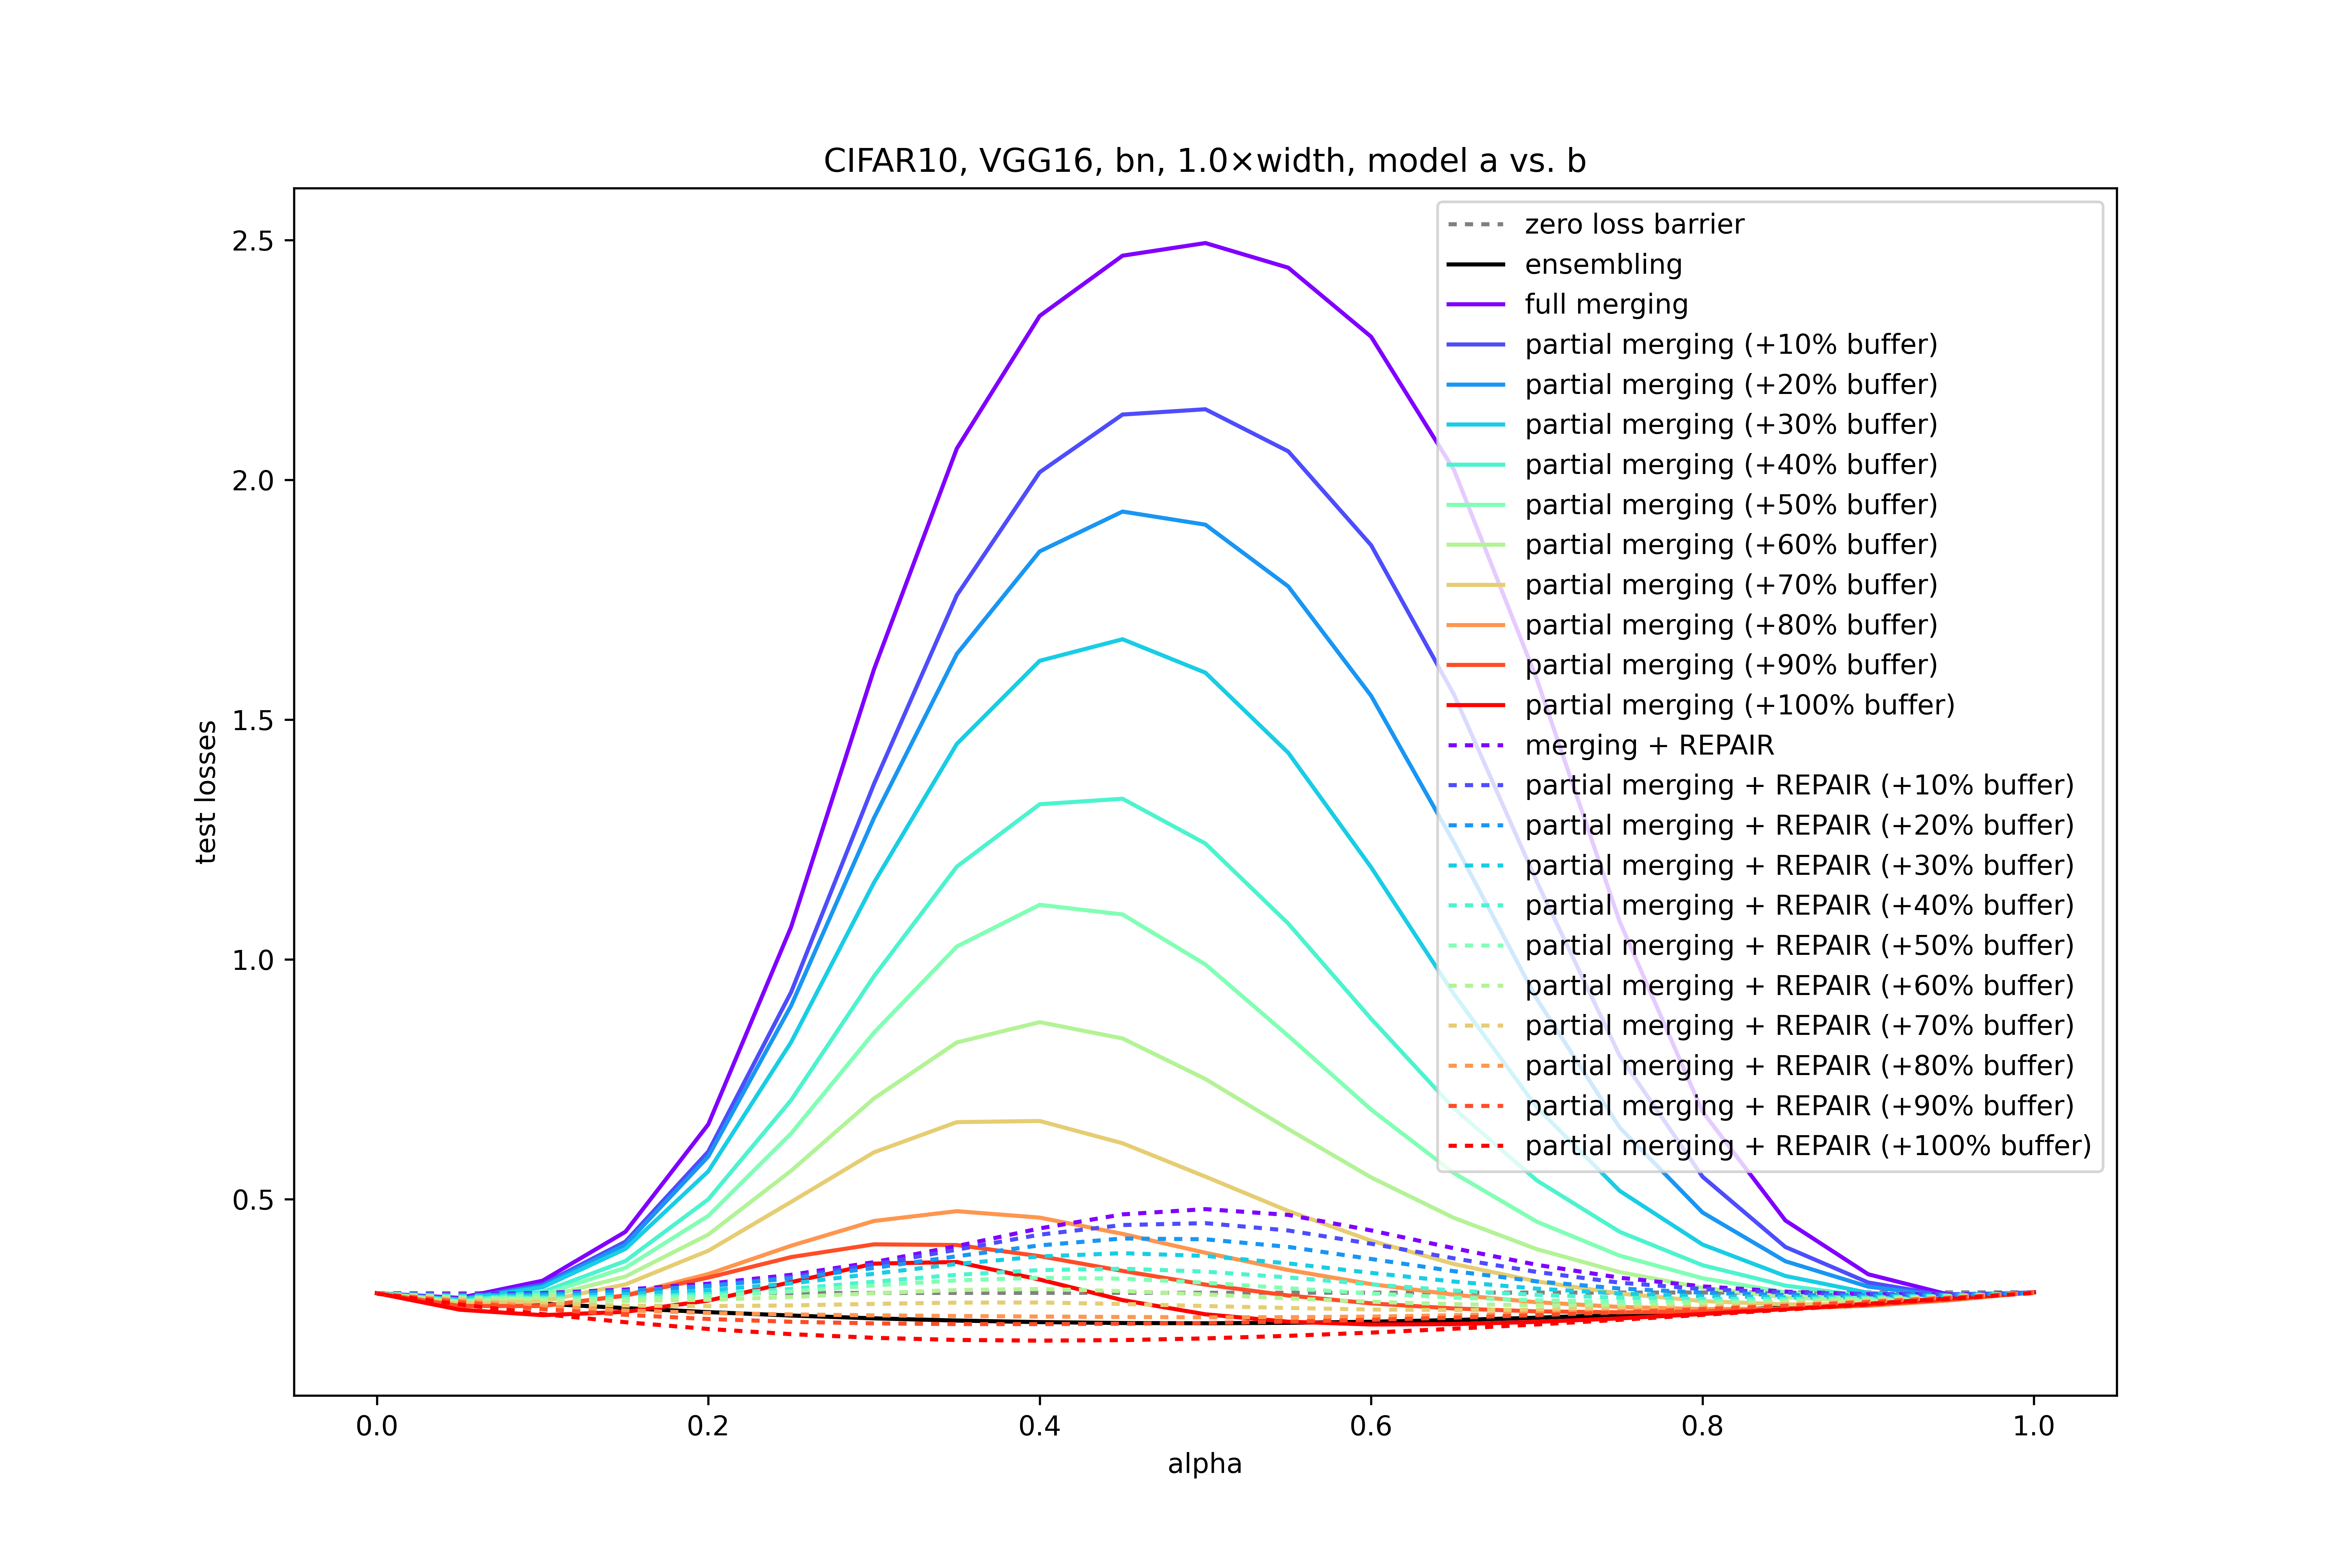 CIFAR10, VGG16, bn, 1.0×width, model a vs. b
zero loss barrier
ensembling
full merging
partial merging (+10% buffer)
partial merging (+20% buffer)
partial merging (+30% buffer)
partial merging (+40% buffer)
partial merging (+50% buffer)
partial merging (+60% buffer)
partial merging (+70% buffer)
partial merging (+80% buffer)
partial merging (+90% buffer)
partial merging (+100% buffer)
merging + REPAIR
partial merging + REPAIR (+10% buffer)
partial merging + REPAIR (+20% buffer)
partial merging + REPAIR (+30% buffer)
partial merging + REPAIR (+40% buffer)
partial merging + REPAIR (+50% buffer)
partial merging + REPAIR (+60% buffer)
partial merging + REPAIR (+70% buffer)
partial merging + REPAIR (+80% buffer)
partial merging + REPAIR (+90% buffer)
partial merging + REPAIR (+100% buffer)
test losses
2.5
2.0
1.5
1.0
0.5
0.0 0.2 0.4 0.6 0.8 1.0
alpha